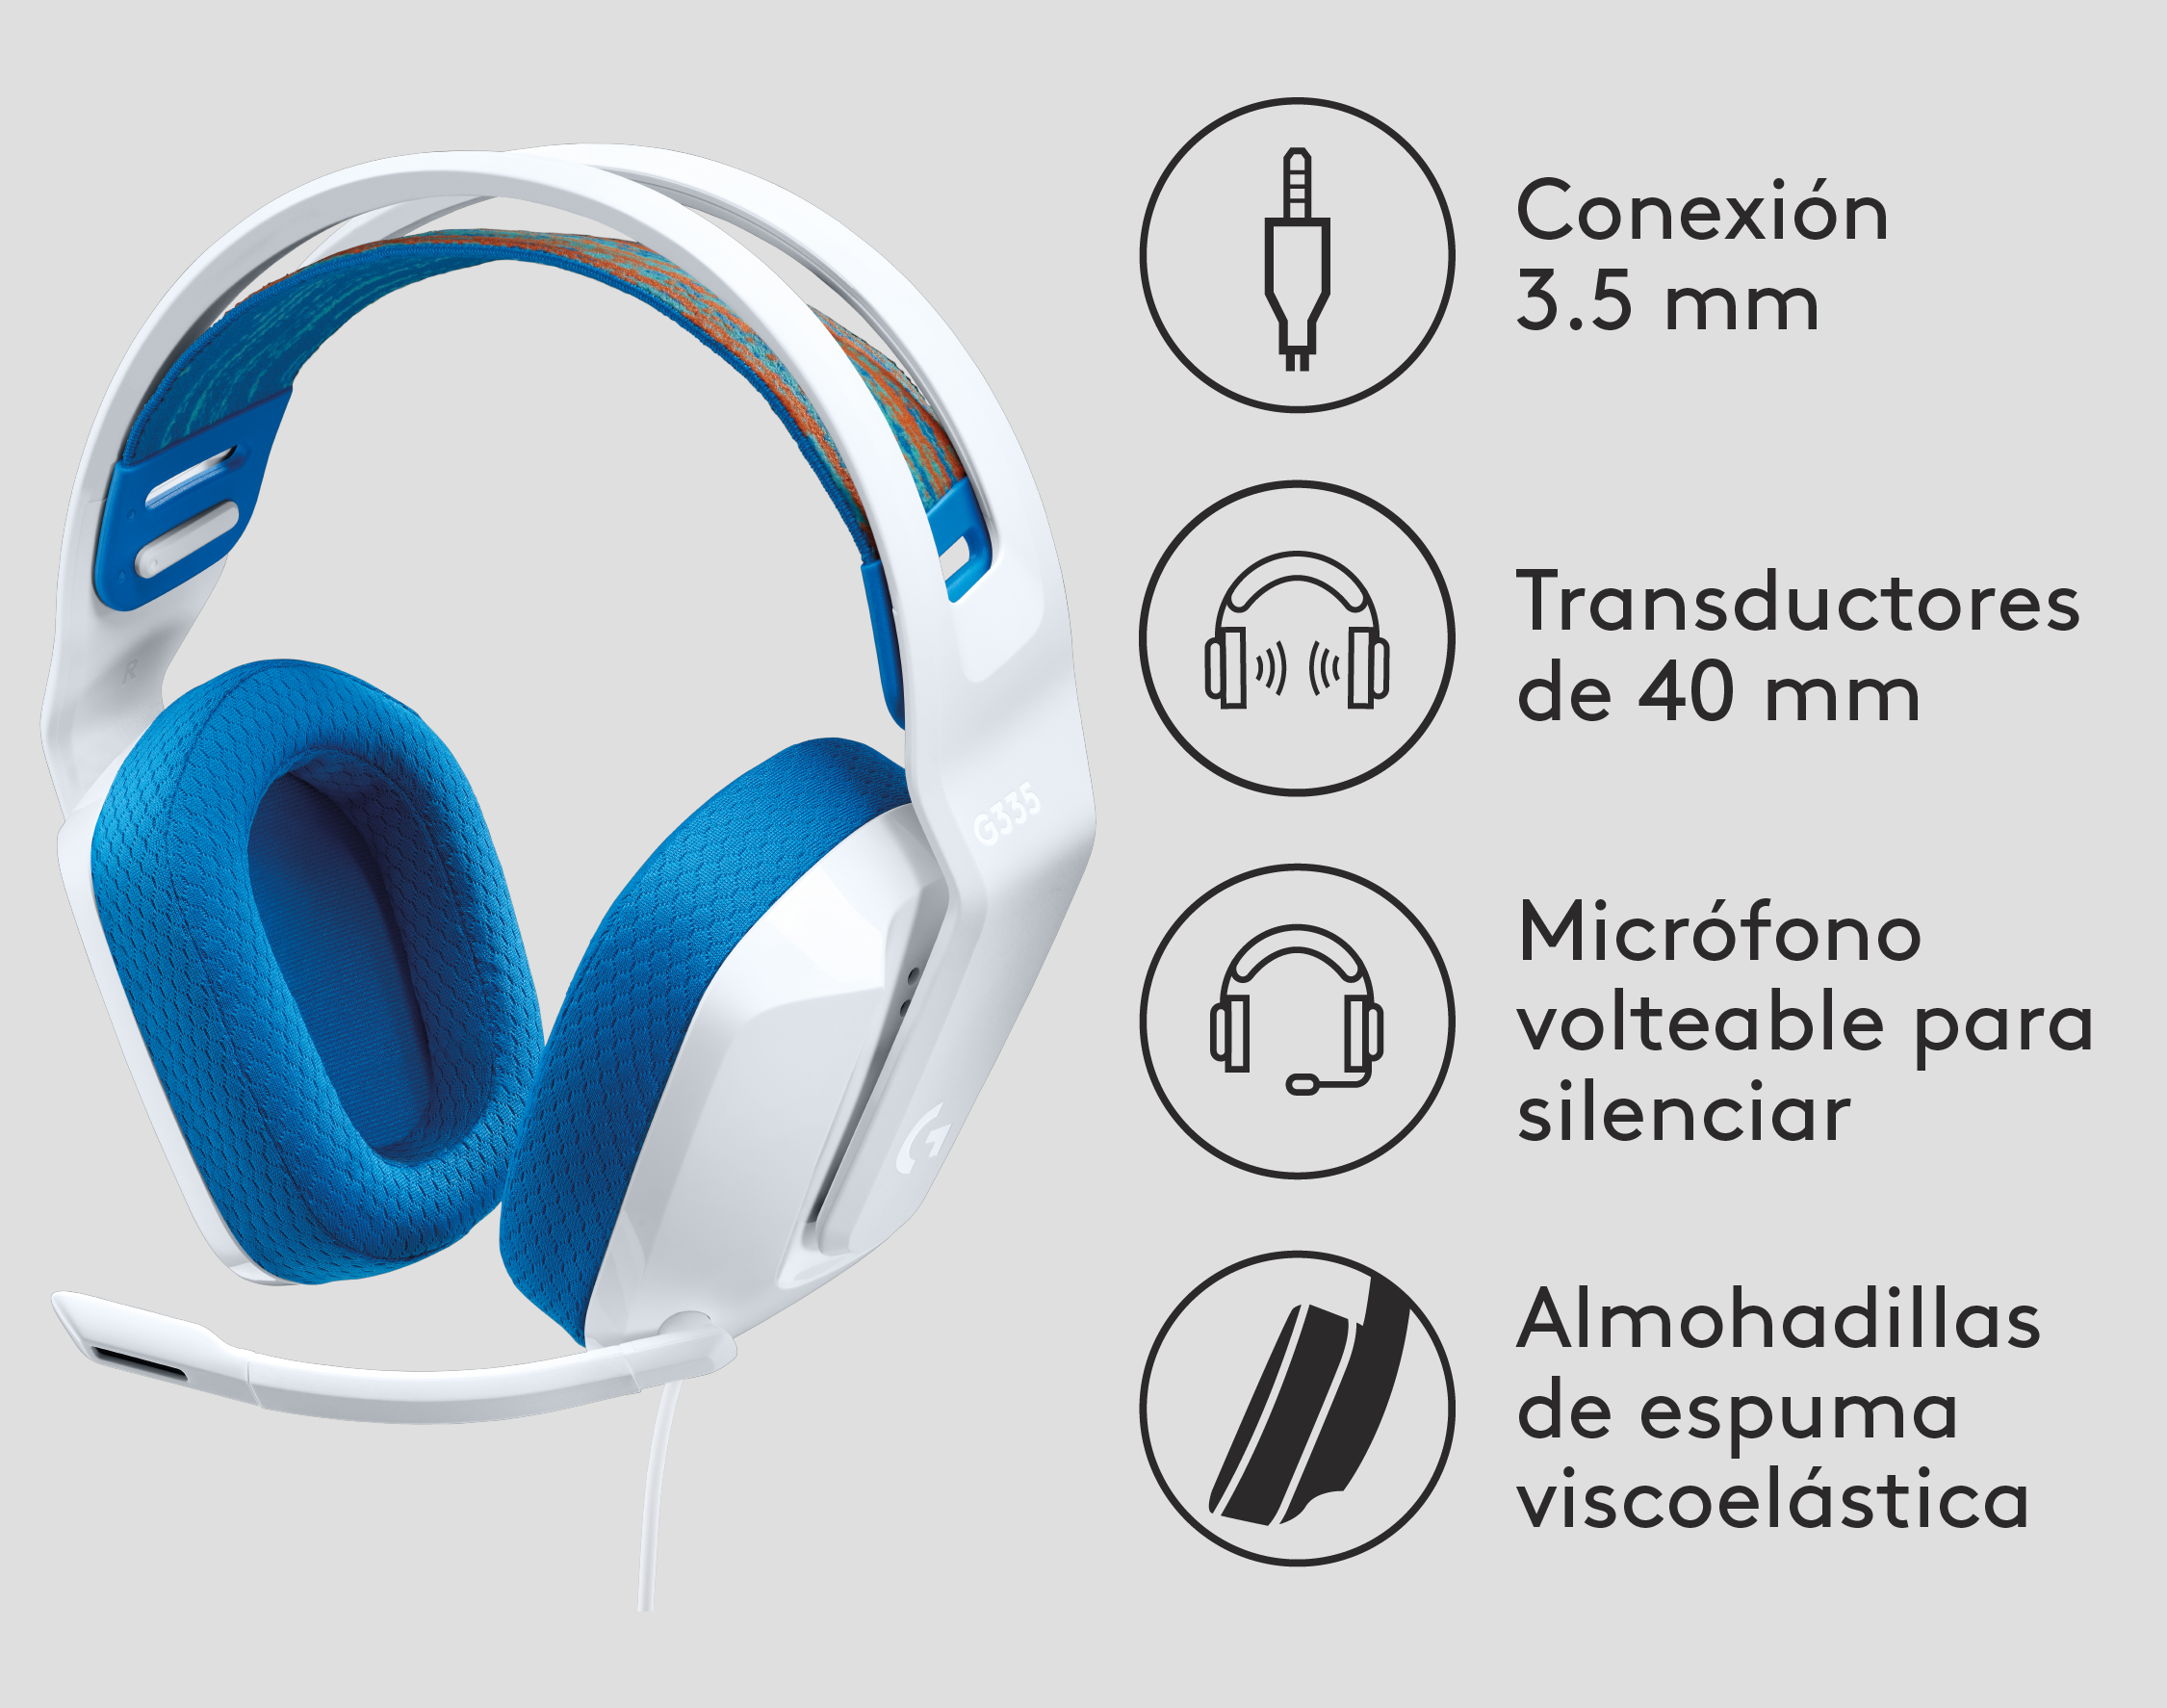 Conexión
3.5 mm
Transductores
de 40 mm
R
G335
G
Micrófono
volteable para
silenciar
Almohadillas
de espuma
viscoelástica